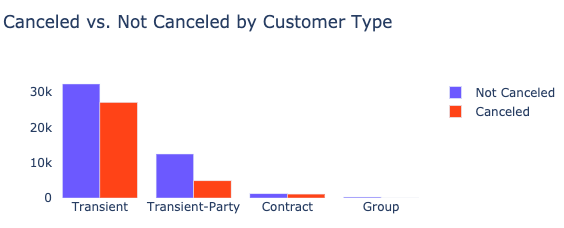 Canceled vs. Not Canceled by Customer Type
30k
20k
10k
0
Not Canceled
Canceled
Transient Transient-Party Contract Group